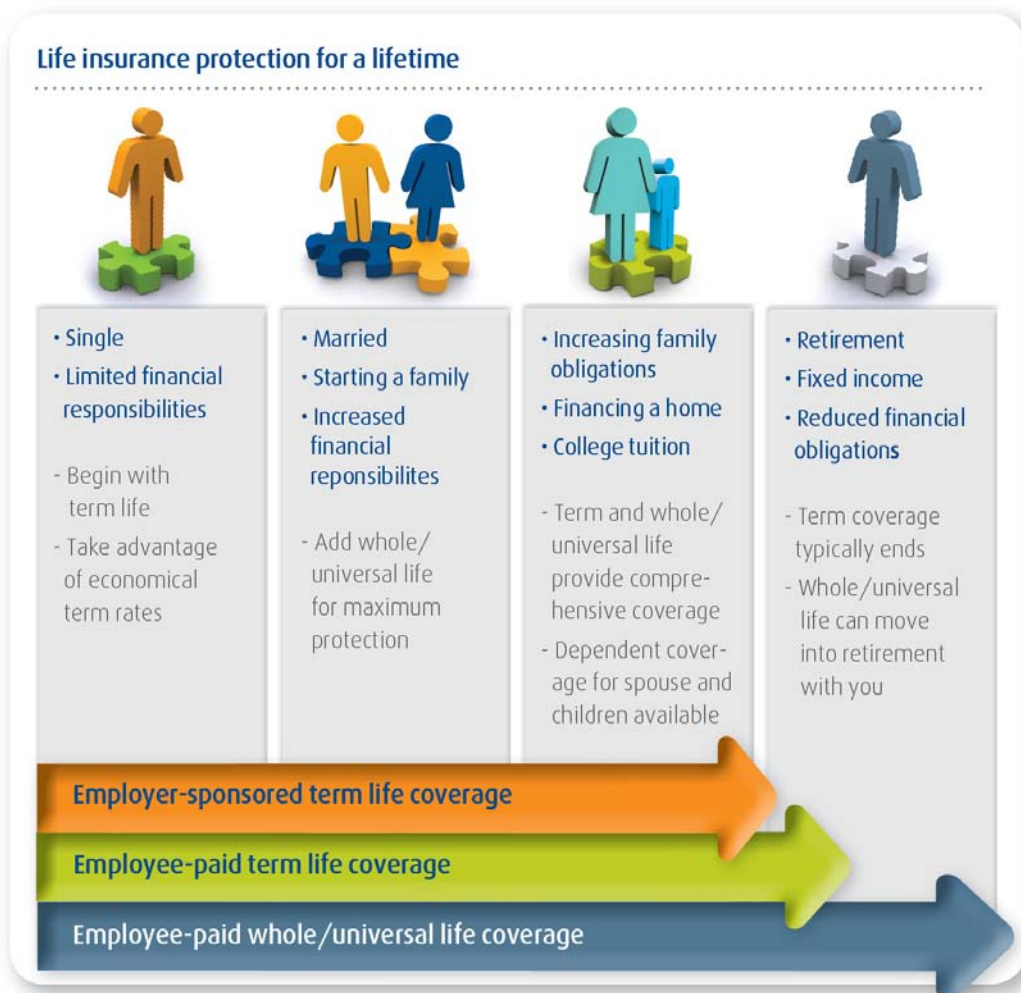 Life insurance protection for a lifetime
• Single
• Limited financial
responsibilities
- Begin with
term life
- Take advantage
of economical
term rates
• Married
• Starting a family
• Increased
financial
reponsibilites
- Add whole/
universal life
for maximum
protection
• Increasing family
obligations
• Financing a home
• College tuition
- Term and whole/
universal life
provide compre-
hensive coverage
- Dependent cover-
age for spouse and
children available
• Retirement
• Fixed income
• Reduced financial
obligations
- Term coverage
typically ends
- Whole/universal
life can move
into retirement
with you
Employer-sponsored term life coverage
Employee-paid term life coverage
Employee-paid whole/universal life coverage